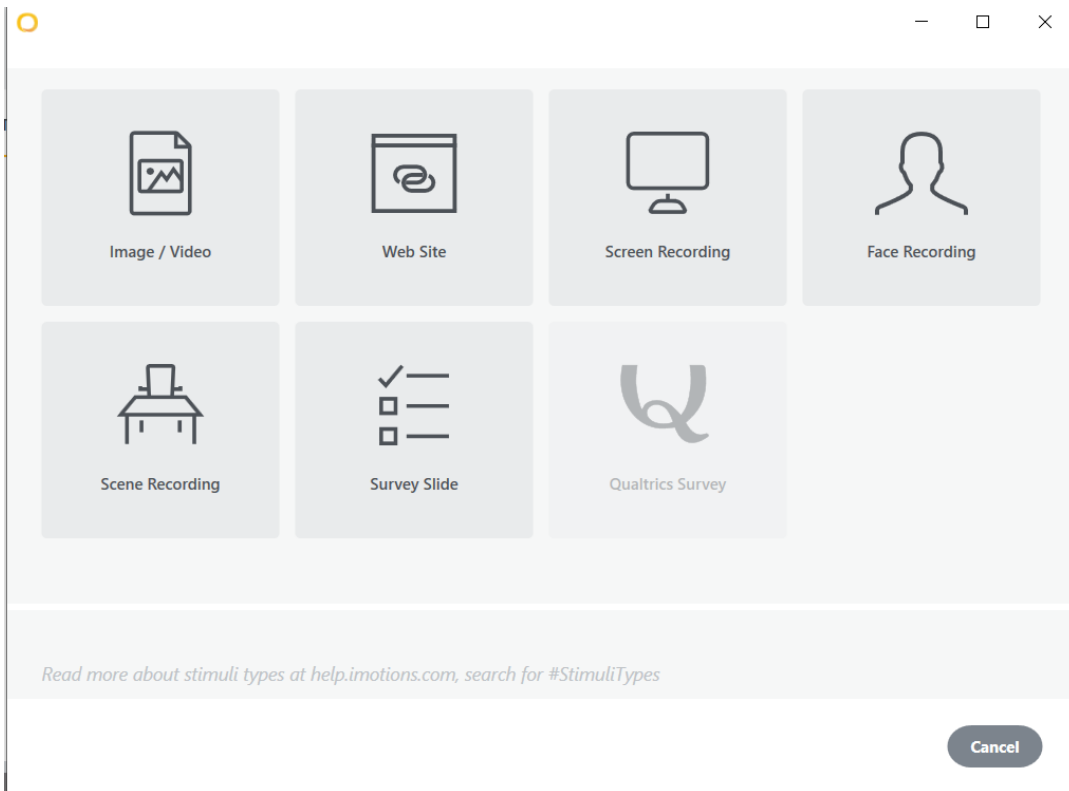 Image / Video
Web Site
Screen Recording
Face Recording
Scene Recording
Survey Slide
Qualtrics Survey
Read more about stimuli types at help.imotions.com, search for #StimuliTypes
Cancel